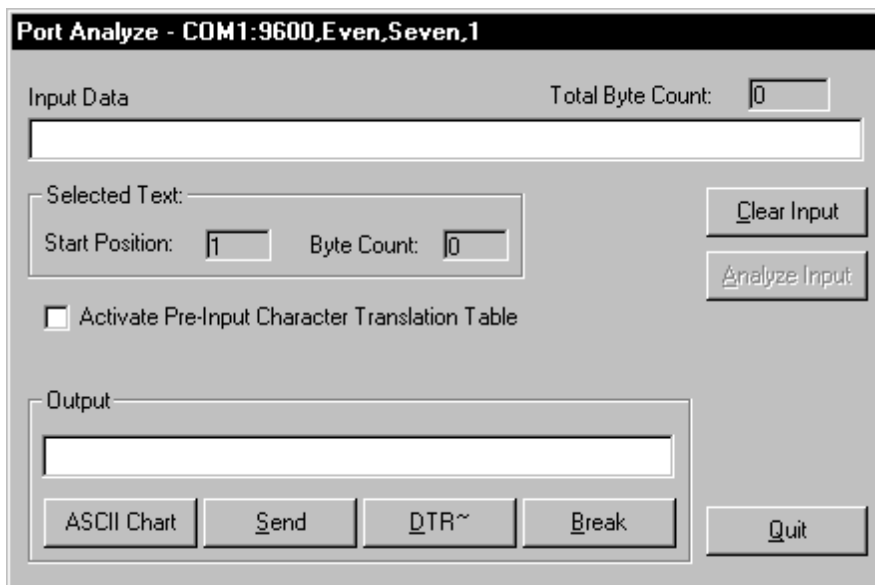 Port Analyze - COM1:9600,Even,Seven,1
Input Data Total Byte Count: 0
Selected Text:
Start Position: 1 Byte Count: 0
Clear Input
Analyze Input
Activate Pre-Input Character Translation Table
Output
ASCII Chart Send DTR~ Break
Quit